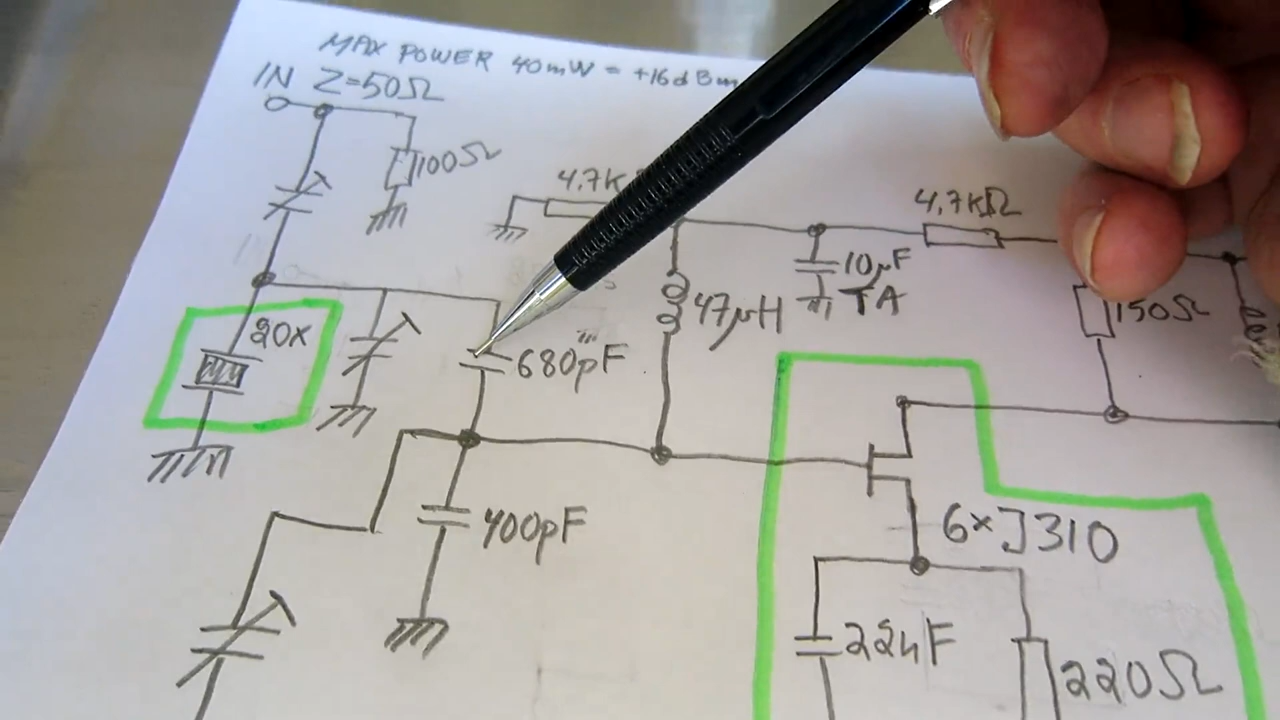 MAX POWER 40mW = +16dBm
IN Z=50Ω
100Ω
4.7K
4.7KΩ
20x
680pF
47μH
10μF
TA
150Ω
400pF
6xJ310
22nF
220Ω